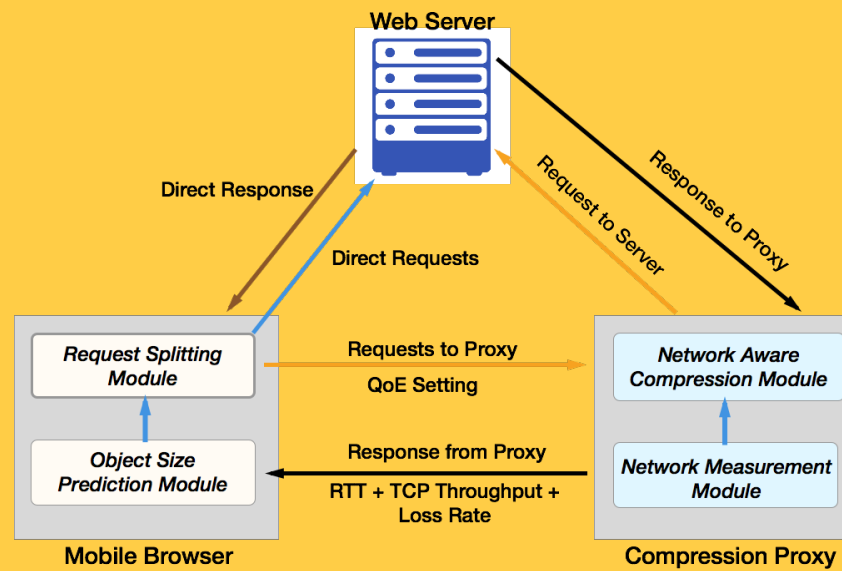 Web Server
Direct Response
Direct Requests
Request to Server
Response to Proxy
Request Splitting
Module
Object Size
Prediction Module
Mobile Browser
Requests to Proxy
QoE Setting
Response from Proxy
RTT + TCP Throughput +
Loss Rate
Network Aware
Compression Module
Network Measurement
Module
Compression Proxy